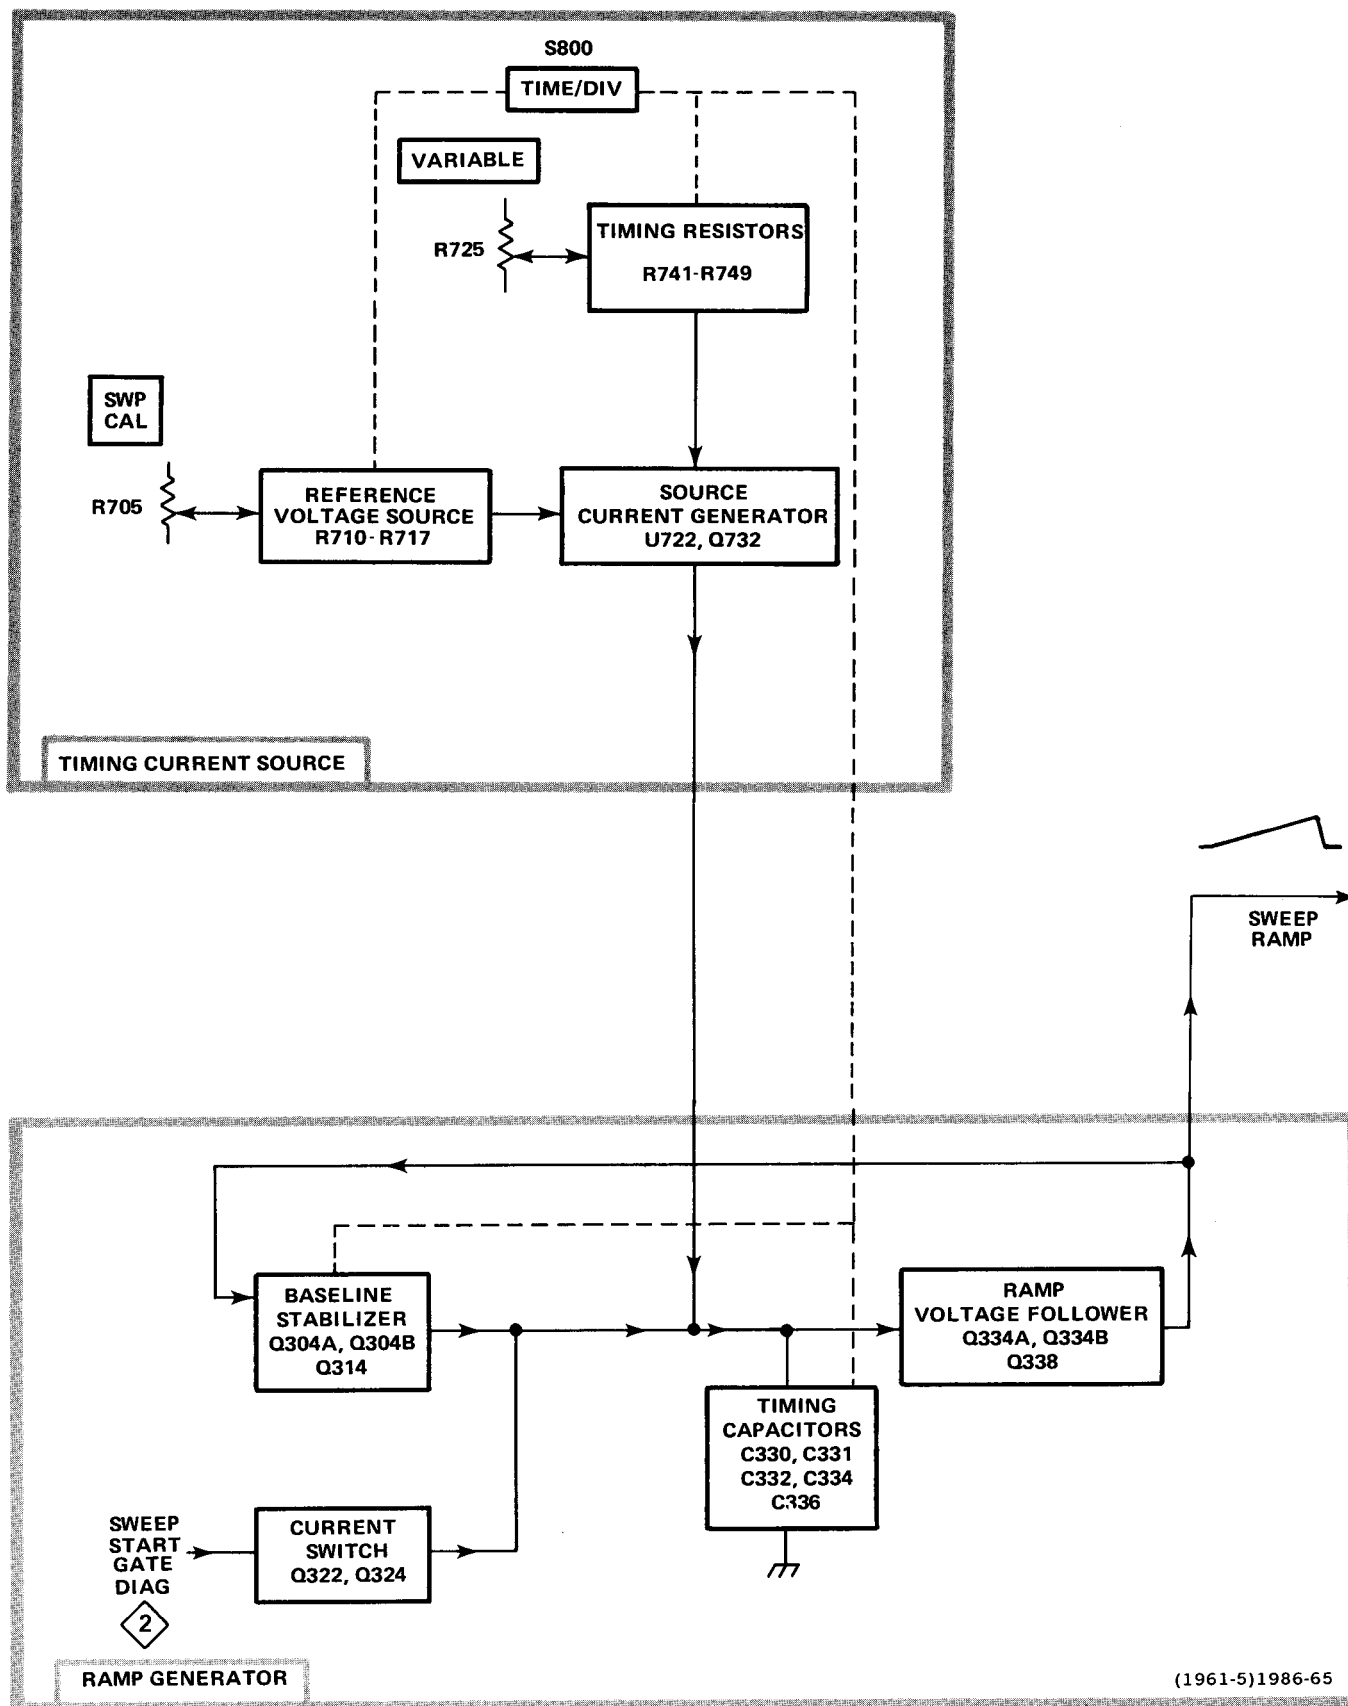 S800
TIME/DIV
VARIABLE
R725
TIMING RESISTORS
R741-R749
SWP
CAL
R705
REFERENCE
VOLTAGE SOURCE
R710-R717
SOURCE
CURRENT GENERATOR
U722, Q732
TIMING CURRENT SOURCE
SWEEP
RAMP
BASELINE
STABILIZER
Q304A, Q304B
Q314
RAMP
VOLTAGE FOLLOWER
Q334A, Q334B
Q338
TIMING
CAPACITORS
C330, C331
C332, C334
C336
SWEEP
START
GATE
DIAG
2
CURRENT
SWITCH
Q322, Q324
RAMP GENERATOR
(1961-5)1986-65